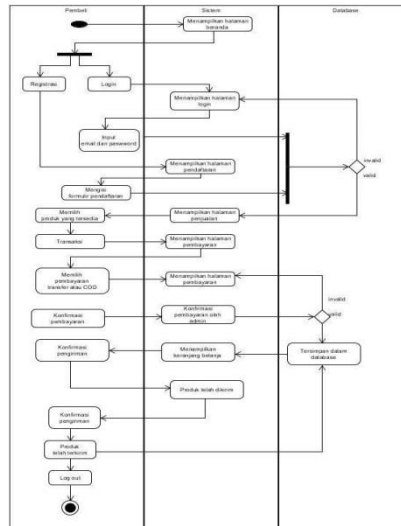 Pembeli
Sistem
Database
Menampilkan halaman
beranda
Registrasi
Login
Menampilkan halaman
login
Input
email dan password
invalid
valid
Menampilkan halaman
pendaftaran
Mengisi
formulir pendaftaran
Memilih
produk yang tersedia
Menampilkan halaman
penjualan
Transaksi
Menampilkan halaman
pembayaran
Memilih
pembayaran
transfer atau COD
Menampilkan halaman
pembayaran
invalid
valid
Konfirmasi
pembayaran
Konfirmasi
pembayaran oleh
admin
Konfirmasi
pengiriman
Menampilkan
keranjang belanja
Tersimpan dalam
database
Produk telah dikirim
Konfirmasi
pengiriman
Produk
telah terkirim
Log out